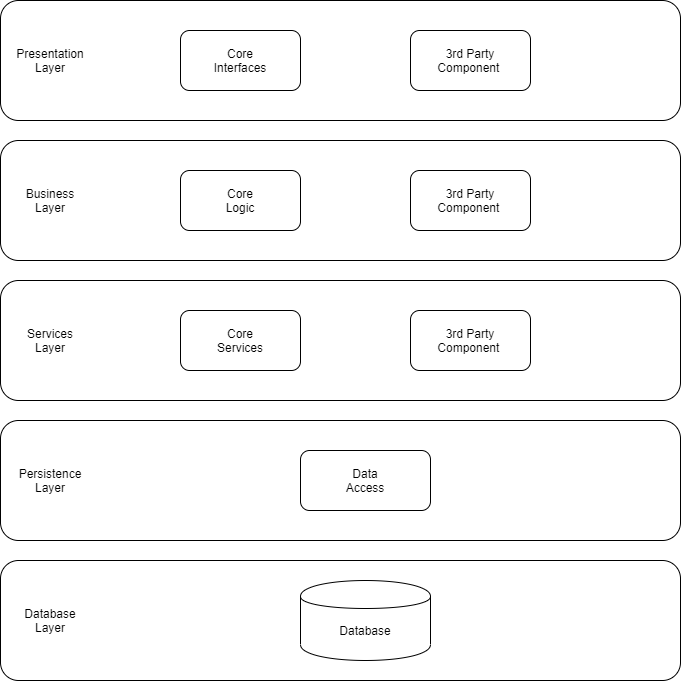 Presentation
Layer
Core
Interfaces
3rd Party
Component
Business
Layer
Core
Logic
3rd Party
Component
Services
Layer
Core
Services
3rd Party
Component
Persistence
Layer
Data
Access
Database
Layer
Database